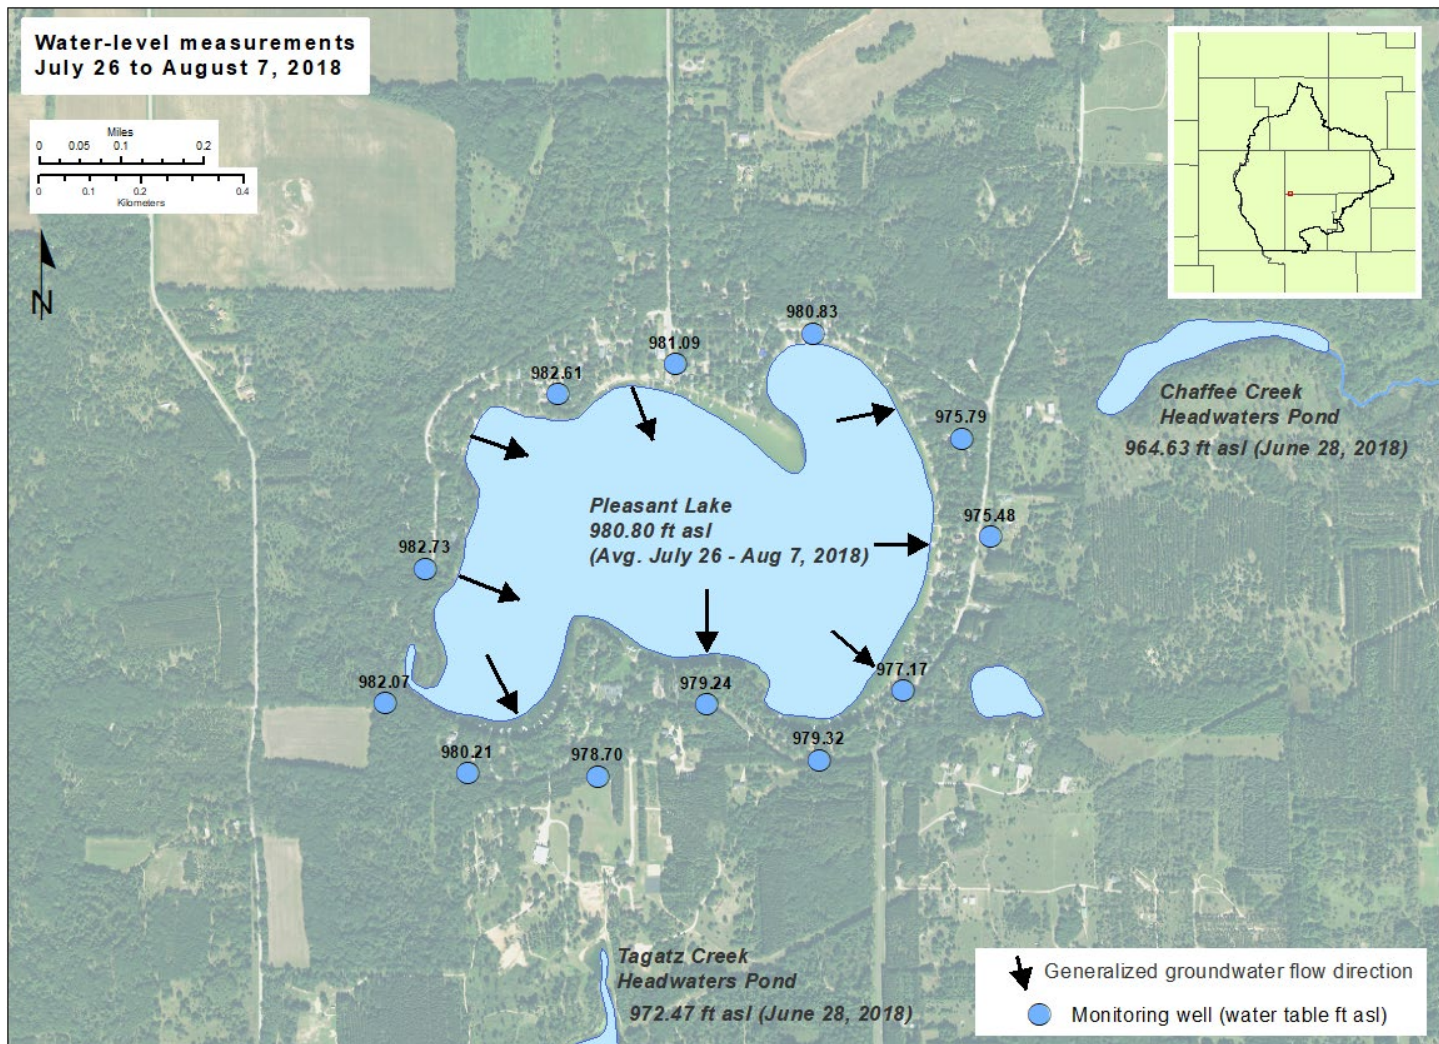 Water-level measurements
July 26 to August 7, 2018
Miles
0 0.05 0.1 0.2
0 0.1 0.2 0.4
Kilometers
N
980.83
981.09
982.61
Chaffee Creek
Headwaters Pond
964.63 ft asl (June 28, 2018)
975.79
Pleasant Lake
980.80 ft asl
(Avg. July 26 - Aug 7, 2018)
975.48
982.73
982.07
979.24
977.17
980.21
978.70
979.32
Tagatz Creek
Headwaters Pond
972.47 ft asl (June 28, 2018)
Generalized groundwater flow direction
Monitoring well (water table ft asl)